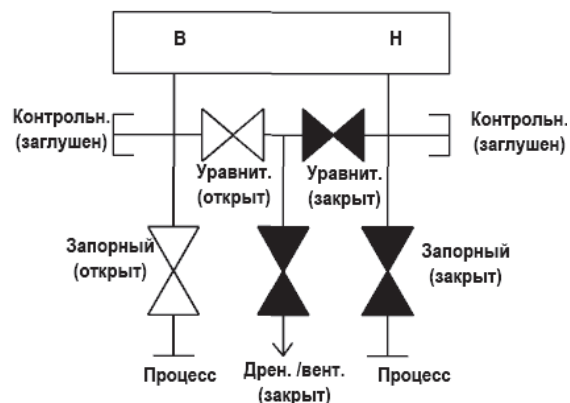 В Н
Контрольн.
(заглушен)
Контрольн.
(заглушен)
Уравнит.
(открыт)
Уравнит.
(закрыт)
Запорный
(открыт)
Запорный
(закрыт)
Процесс
Дрен. /вент.
(закрыт)
Процесс